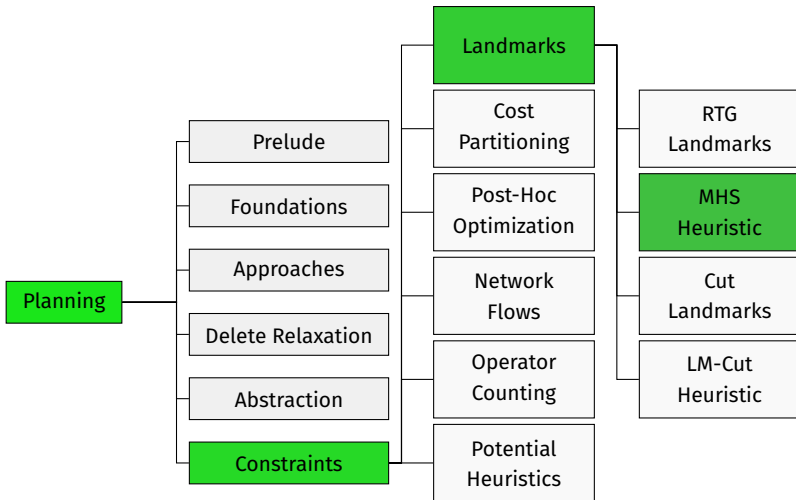 Planning
Prelude
Foundations
Approaches
Delete Relaxation
Abstraction
Constraints
Landmarks
Cost
Partitioning
Post-Hoc
Optimization
Network
Flows
Operator
Counting
Potential
Heuristics
RTG
Landmarks
MHS
Heuristic
Cut
Landmarks
LM-Cut
Heuristic